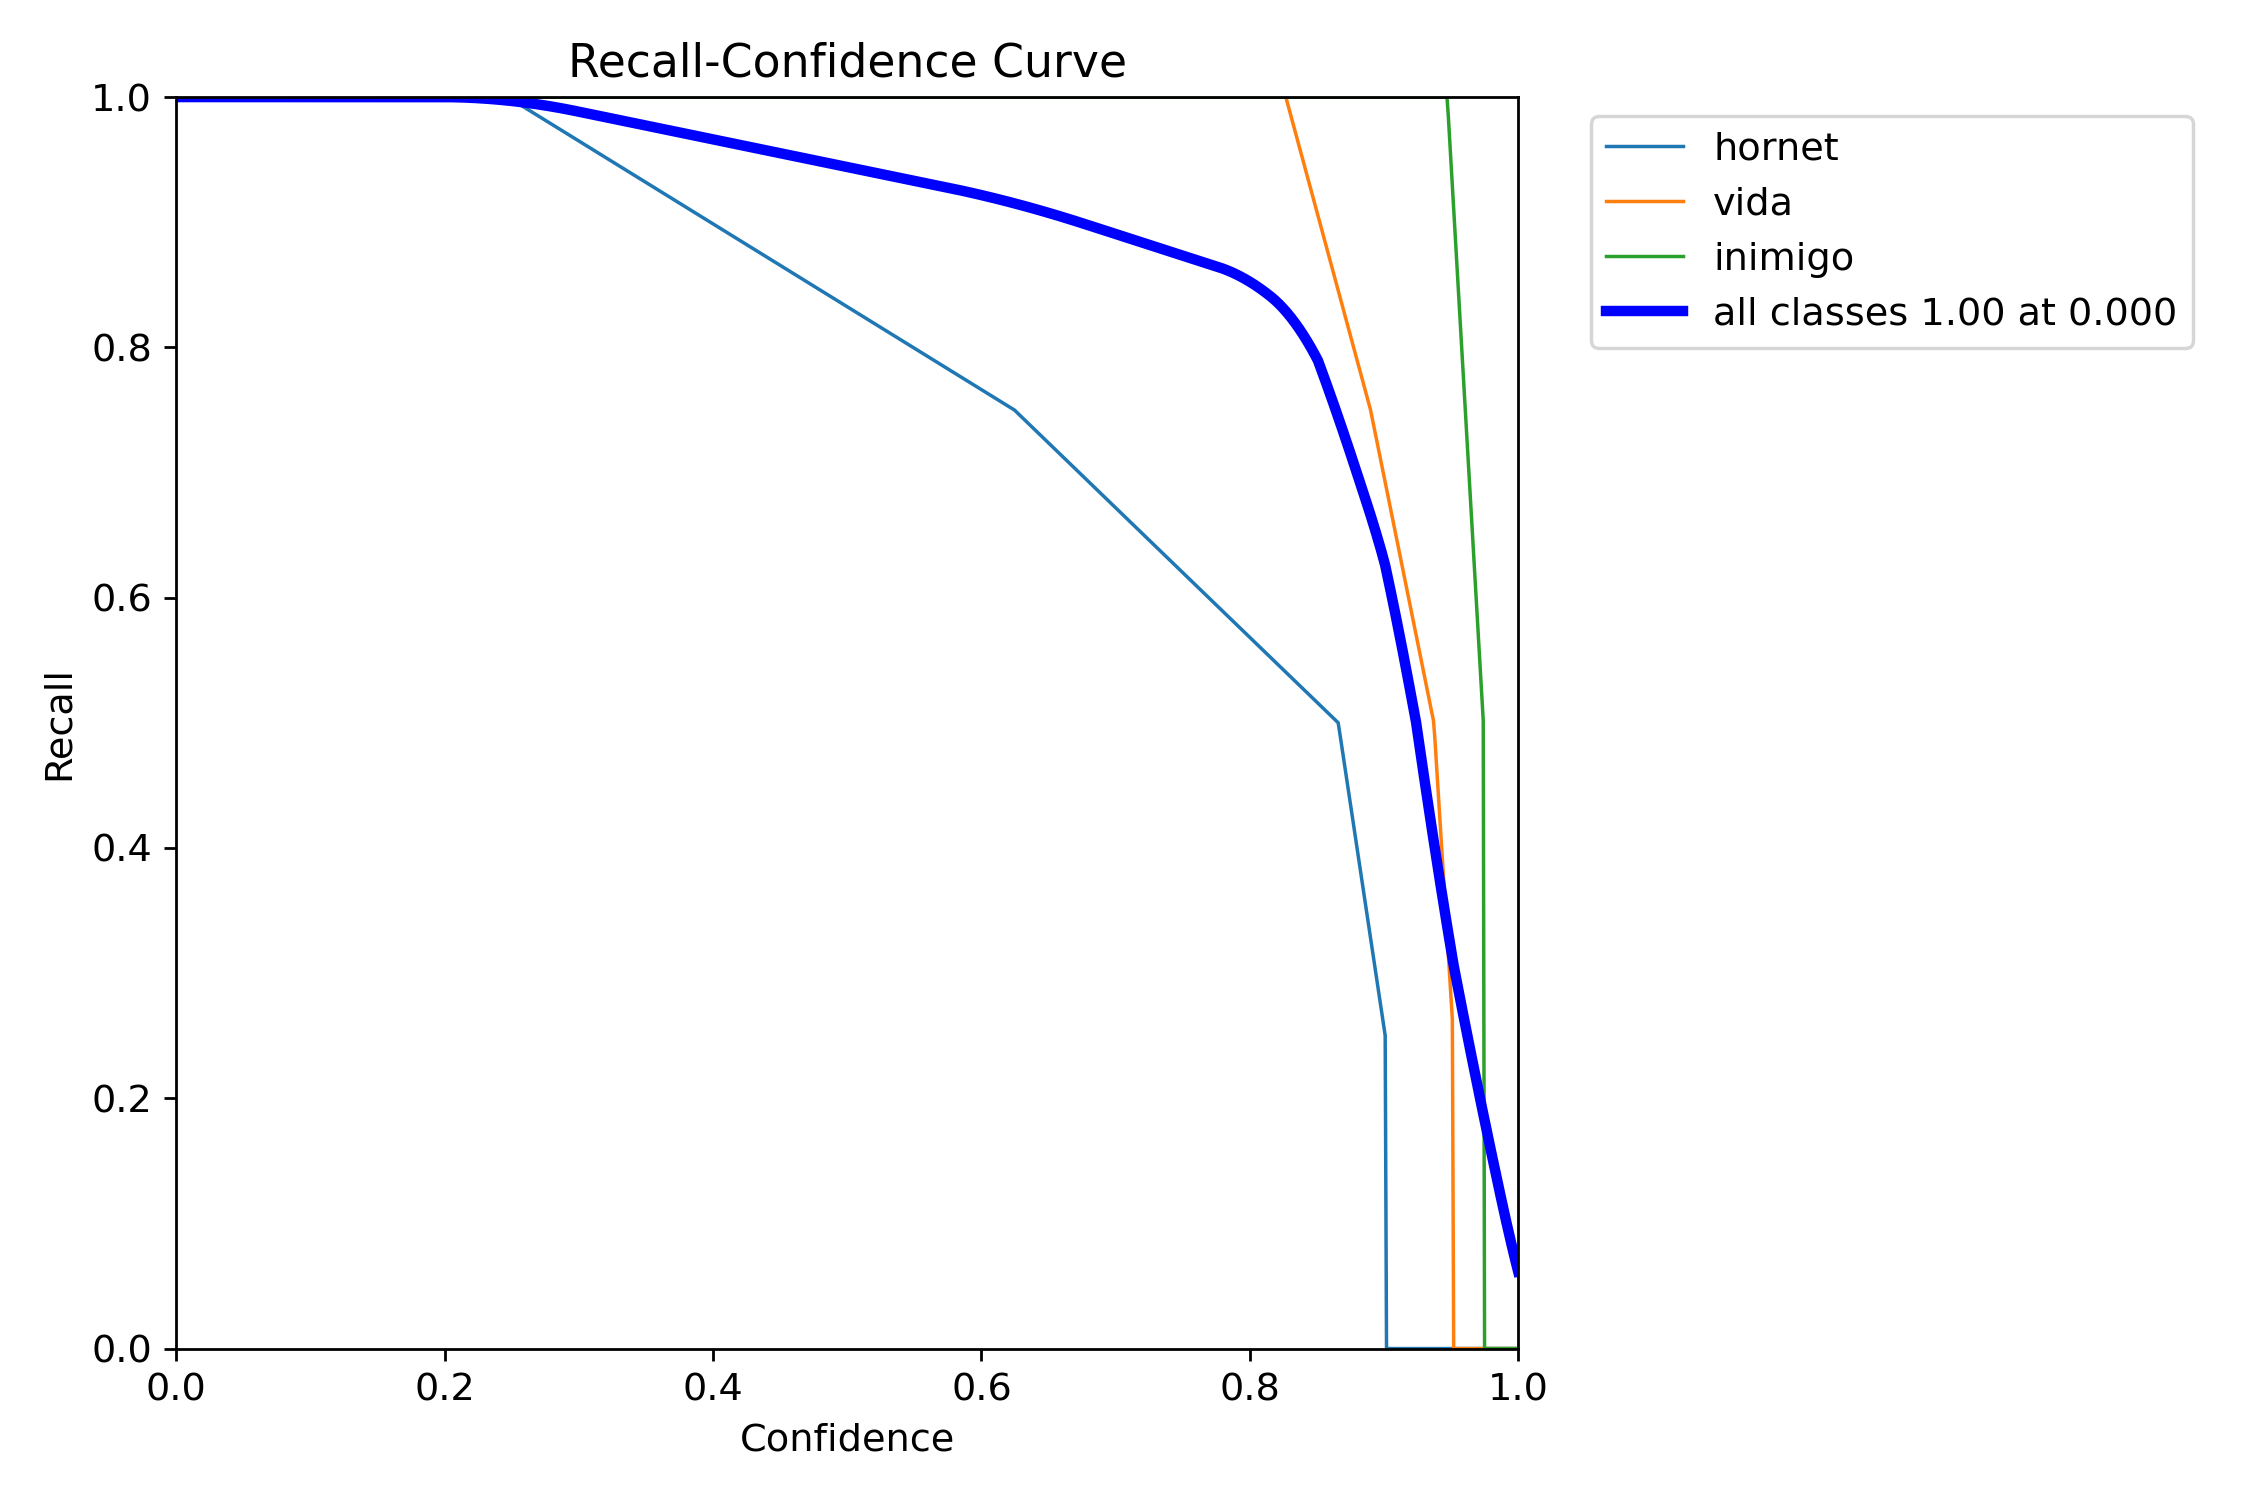 Recall-Confidence Curve
1.0
0.8
0.6
0.4
0.2
0.0
Recall
0.0 0.2 0.4 0.6 0.8 1.0
Confidence
hornet
vida
inimigo
all classes 1.00 at 0.000